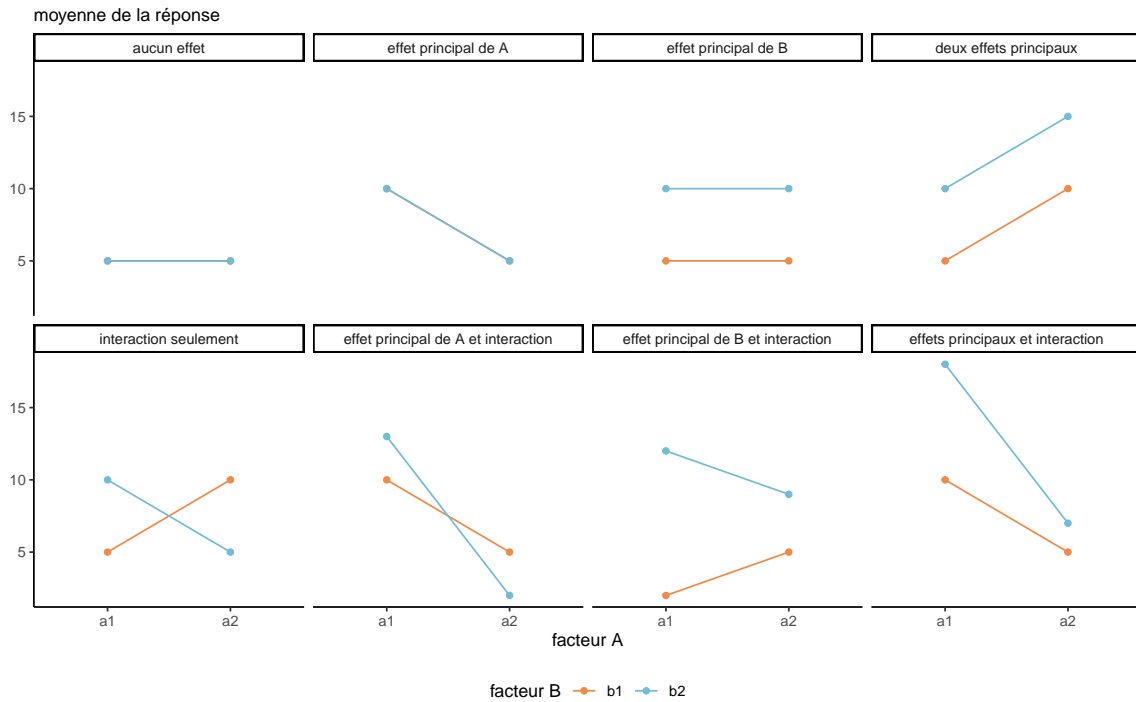 moyenne de la réponse
aucun effet
effet principal de A
effet principal de B
deux effets principaux
15
10
5
interaction seulement
effet principal de A et interaction
effet principal de B et interaction
effets principaux et interaction
15
10
5
a1 a2 a1 a2 a1 a2 a1 a2
facteur A
facteur B b1 b2